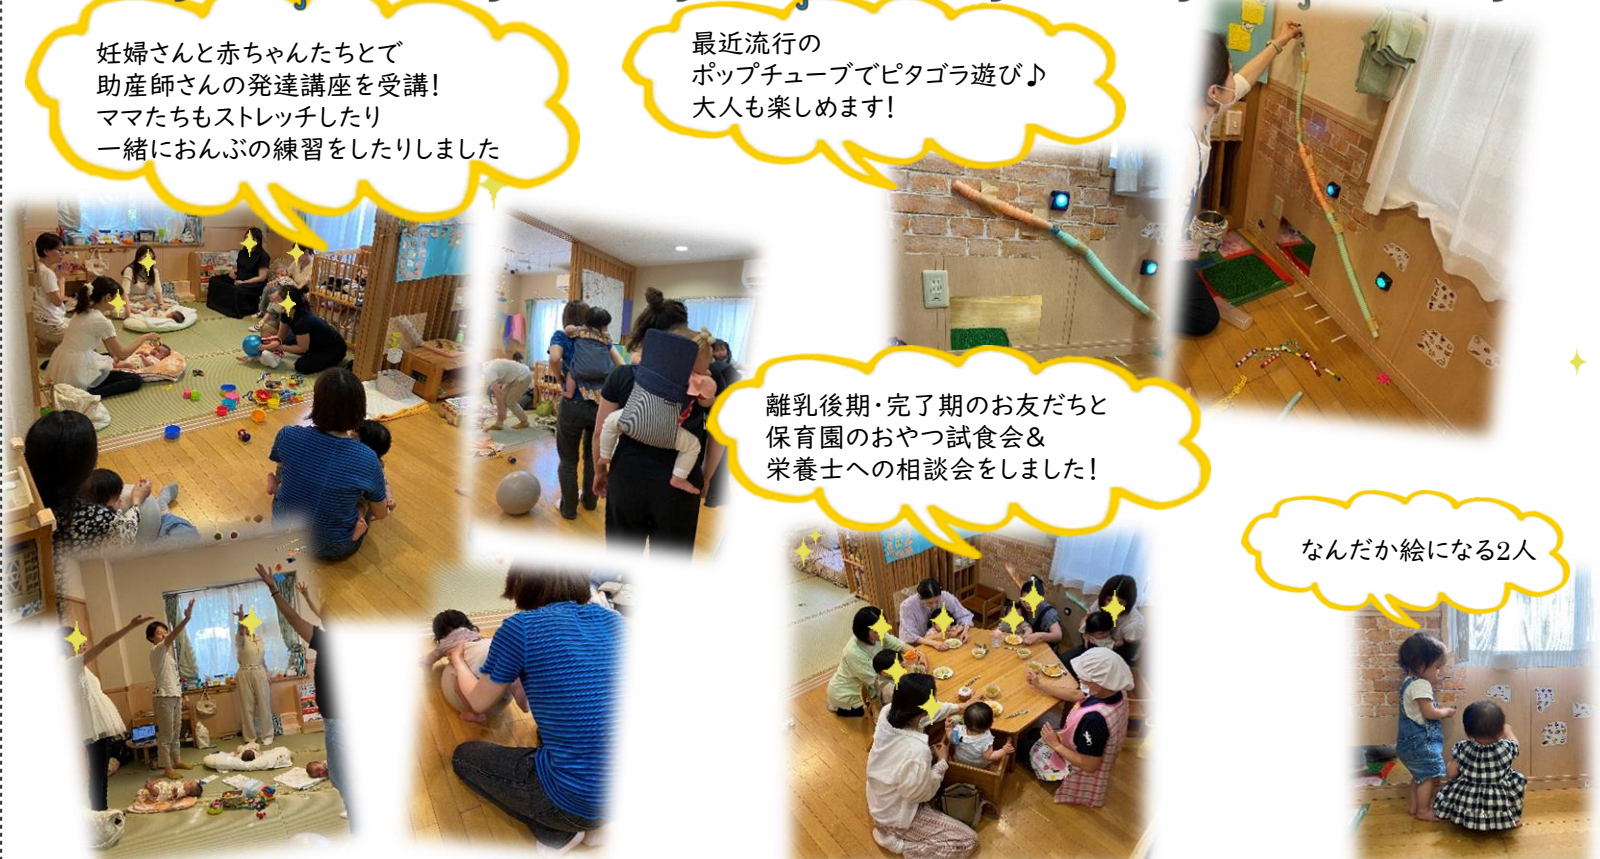 妊婦さんと赤ちゃんたちとで
助産師さんの発達講座を受講！
ママたちもストレッチしたり
一緒におんぶの練習をしたりしました
最近流行の
ポップチューブでピタゴラ遊び♪
大人も楽しめます！
離乳後期・完了期のお友だちと
保育園のおやつ試食会＆
栄養士への相談会をしました！
なんだか絵になる2人